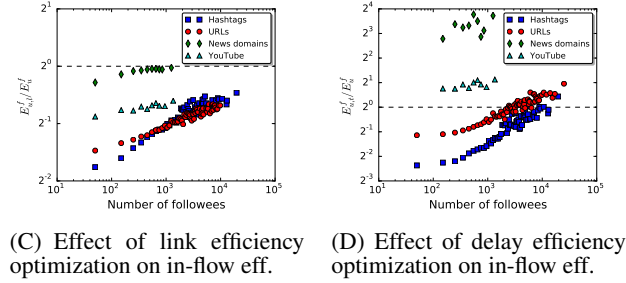 Hashtags
URLs
News domains
YouTube
2^0
2^-1
2^-2
E^f_{u,l}/E^f_u
10^1 10^2 10^3 10^4 10^5
Number of followees
(C) Effect of link efficiency
optimization on in-flow eff.
Hashtags
URLs
News domains
YouTube
2^4
2^3
2^2
2^1
2^0
2^-1
2^-2
2^-3
E^f_{u,t}/E^f_u
10^1 10^2 10^3 10^4 10^5
Number of followees
(D) Effect of delay efficiency
optimization on in-flow eff.